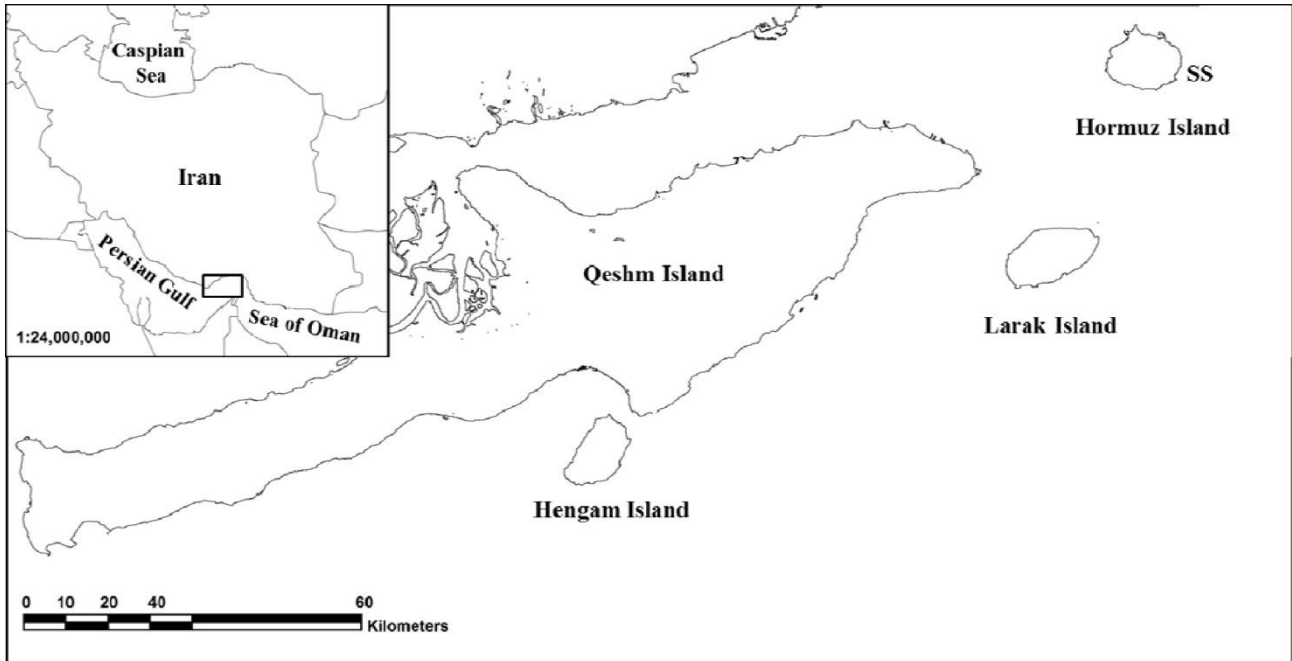 Caspian
Sea
Iran
Persian Gulf
Sea of Oman
1:24,000,000
SS
Hormuz Island
Qeshm Island
Larak Island
Hengam Island
0 10 20 40 60
Kilometers